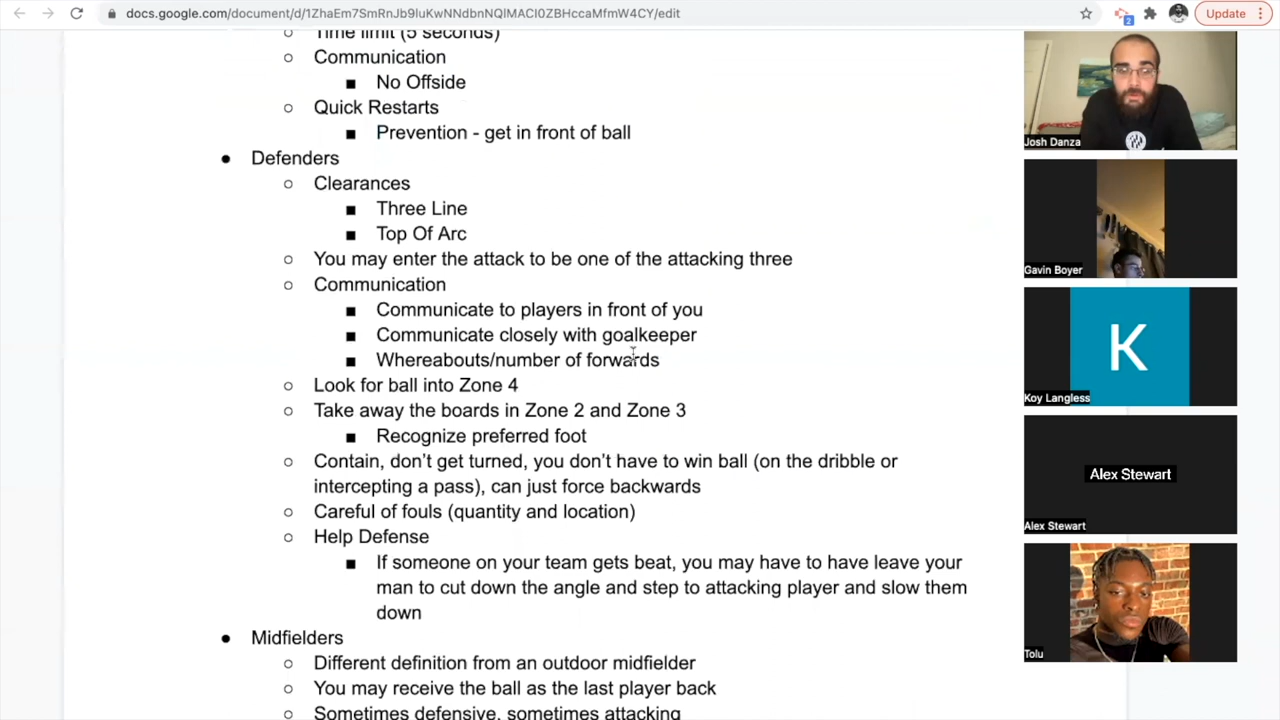 docs.google.com/document/d/1ZhaEm7SmRnJb9luKwNNdbnNQlMACI0ZBHccaMfmW4CY/edit
2
Update
Time limit (5 seconds)
Communication
No Offside
Quick Restarts
Prevention - get in front of ball
Defenders
Clearances
Three Line
Top Of Arc
You may enter the attack to be one of the attacking three
Communication
Communicate to players in front of you
Communicate closely with goalkeeper
Whereabouts/number of forwards
Look for ball into Zone 4
Take away the boards in Zone 2 and Zone 3
Recognize preferred foot
Contain, don’t get turned, you don’t have to win ball (on the dribble or
intercepting a pass), can just force backwards
Careful of fouls (quantity and location)
Help Defense
If someone on your team gets beat, you may have to have leave your
man to cut down the angle and step to attacking player and slow them
down
Midfielders
Different definition from an outdoor midfielder
You may receive the ball as the last player back
Sometimes defensive, sometimes attacking
Josh Danza
Gavin Boyer
K
Koy Langless
Alex Stewart
Alex Stewart
Tolu